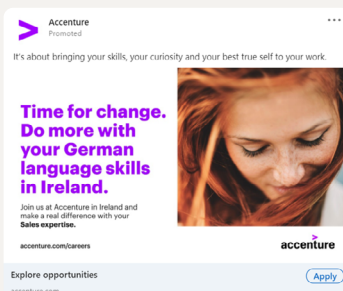 Accenture
Promoted
It's about bringing your skills, your curiosity and your best true self to your work.
Time for change.
Do more with
your German
language skills
in Ireland.
Join us at Accenture in Ireland and
make a real difference with your
Sales expertise.
accenture.com/careers
accenture
Explore opportunities
Apply
accenture.com